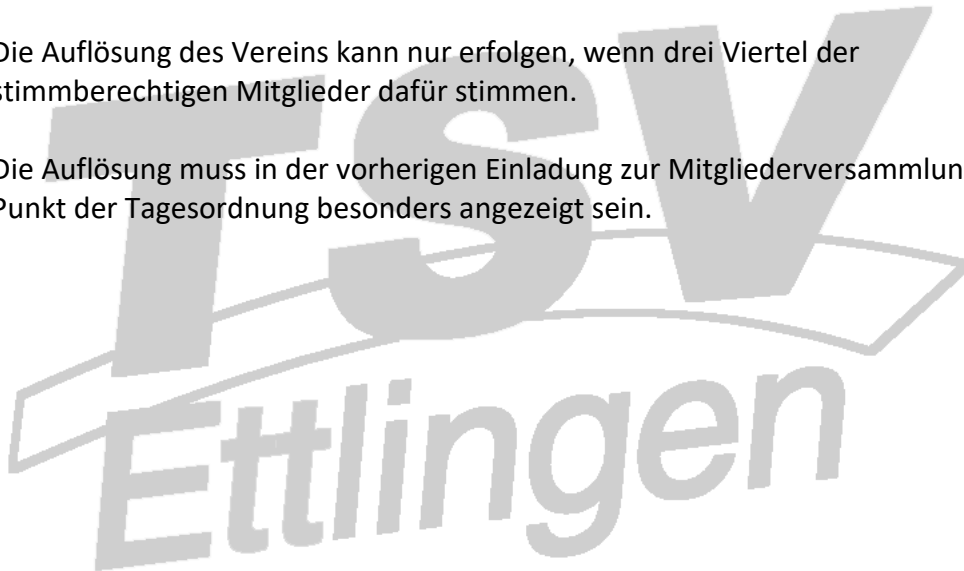 Die Auflösung des Vereins kann nur erfolgen, wenn drei Viertel der
stimmberechtigen Mitglieder dafür stimmen.
Die Auflösung muss in der vorherigen Einladung zur Mitgliederversammlun
Punkt der Tagesordnung besonders angezeigt sein.
TSV
Ettlingen